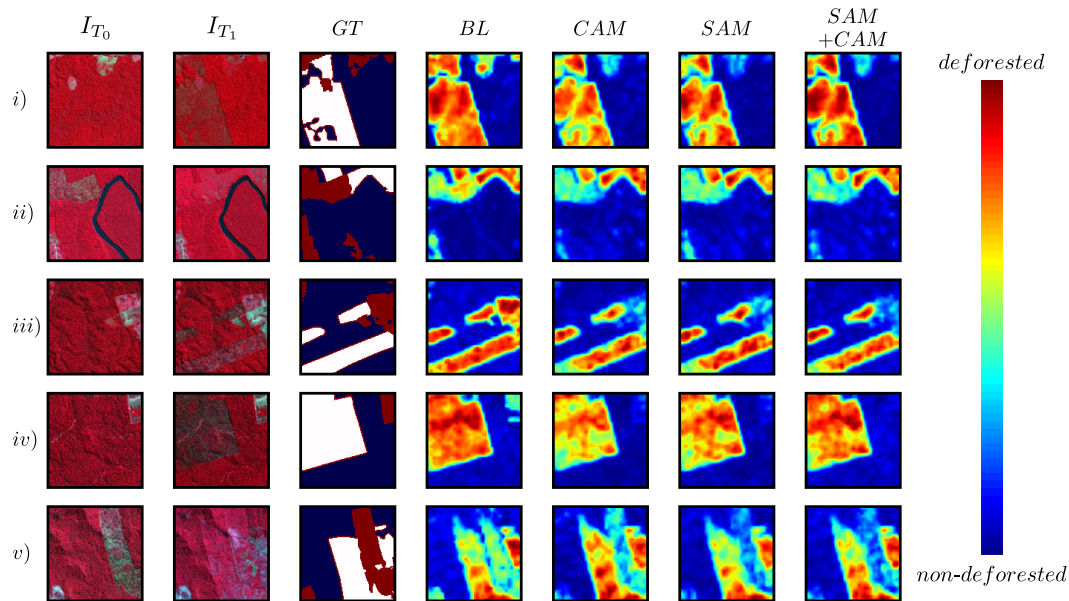 I_{T_0} I_{T_1} GT BL CAM SAM SAM
+CAM
deforested
i)
ii)
iii)
iv)
v)
non-deforested